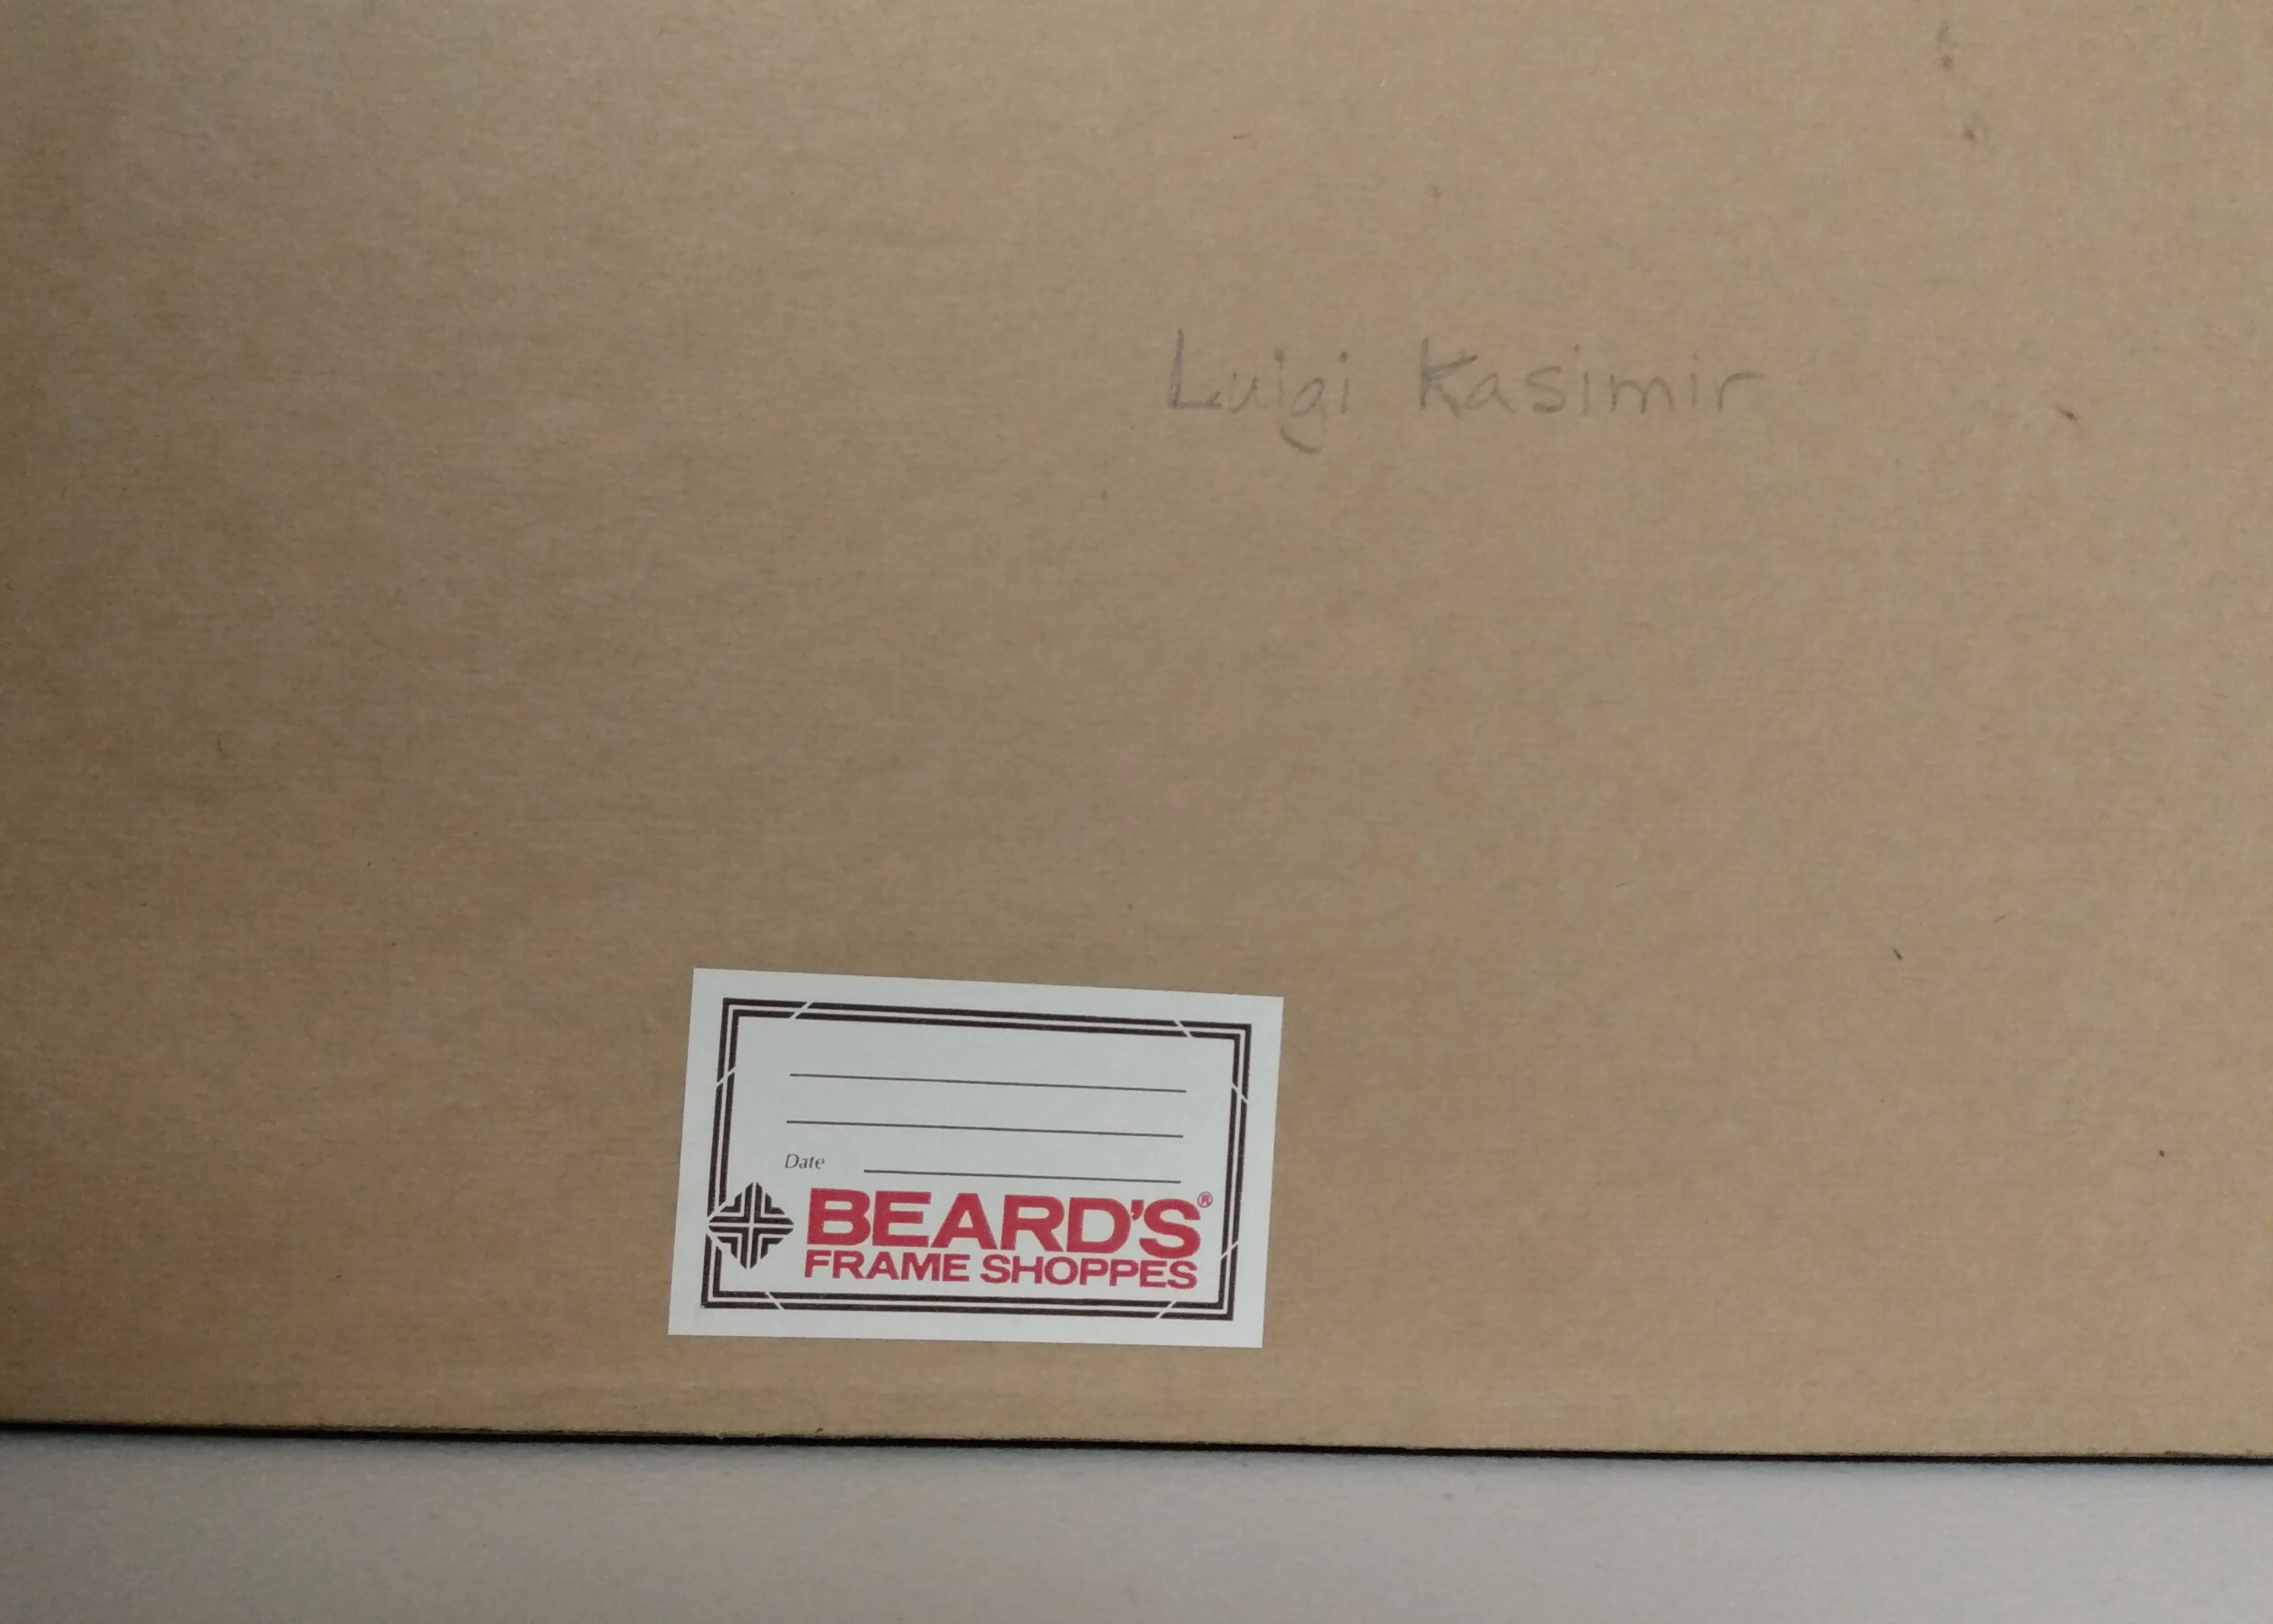 Luigi Kasimir
Date
BEARD'S®
FRAME SHOPPES